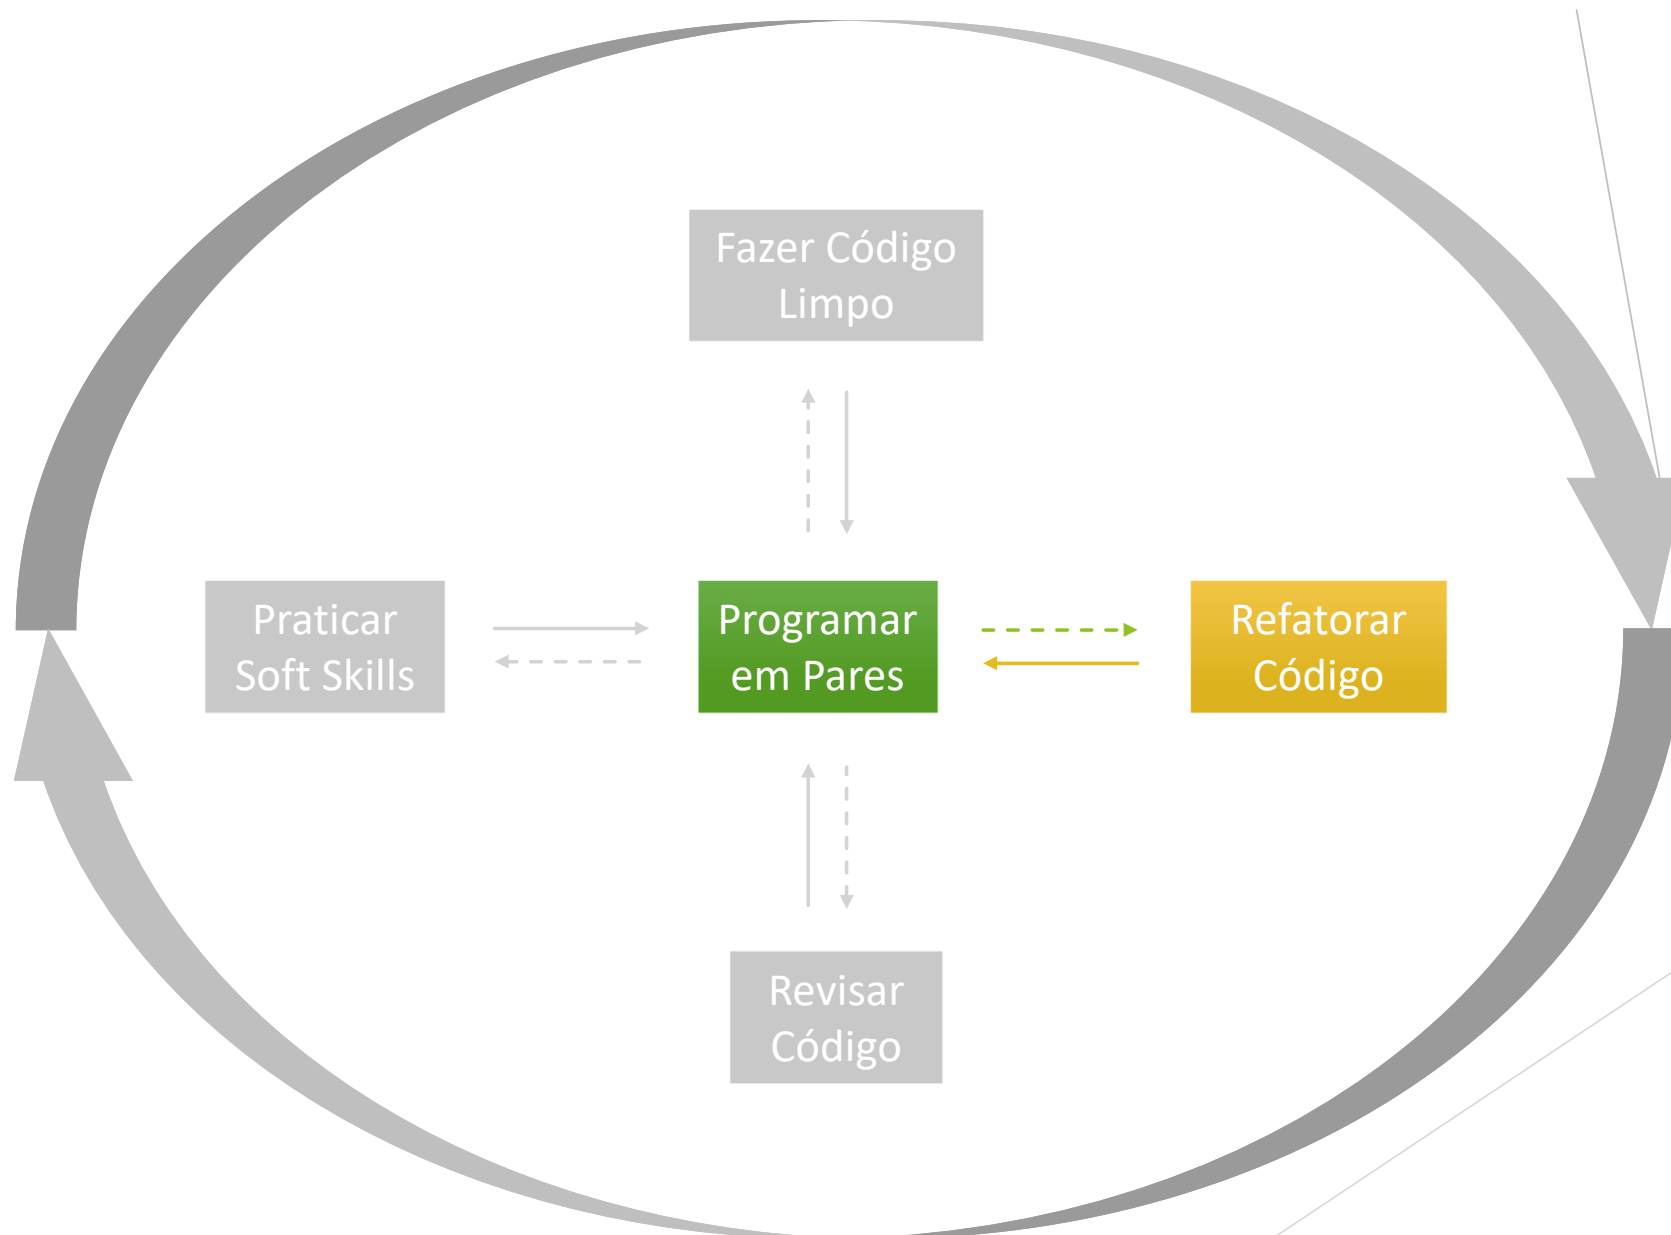 Fazer Código
Limpo
Praticar
Soft Skills
Programar
em Pares
Refatorar
Código
Revisar
Código